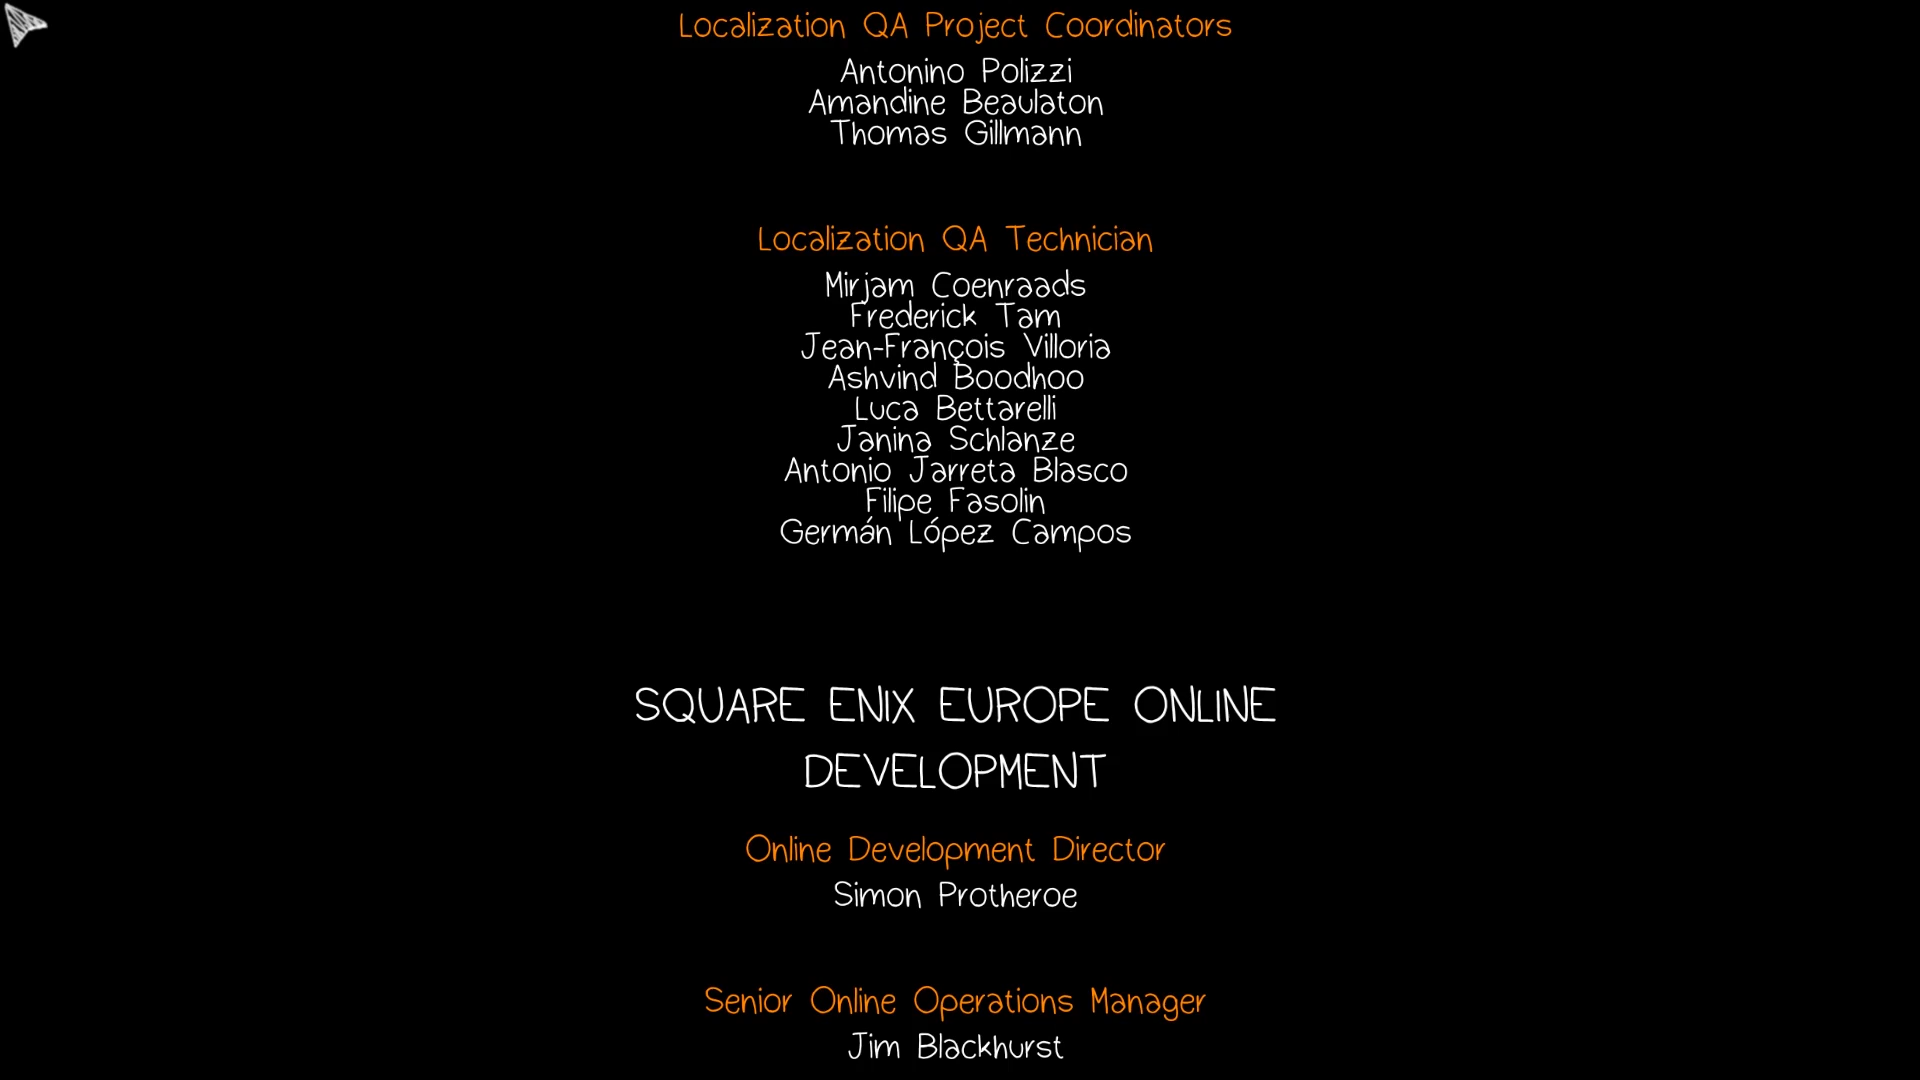 Localization QA Project Coordinators
Antonino Polizzi
Amandine Beaulaton
Thomas Gillmann
Localization QA Technician
Mirjam Coenraads
Frederick Tam
Jean-François Villoria
Ashvind Boodhoo
Luca Bettarelli
Janina Schlanze
Antonio Jarreta Blasco
Filipe Fasolin
Germán López Campos
SQUARE ENIX EUROPE ONLINE
DEVELOPMENT
Online Development Director
Simon Protheroe
Senior Online Operations Manager
Jim Blackhurst